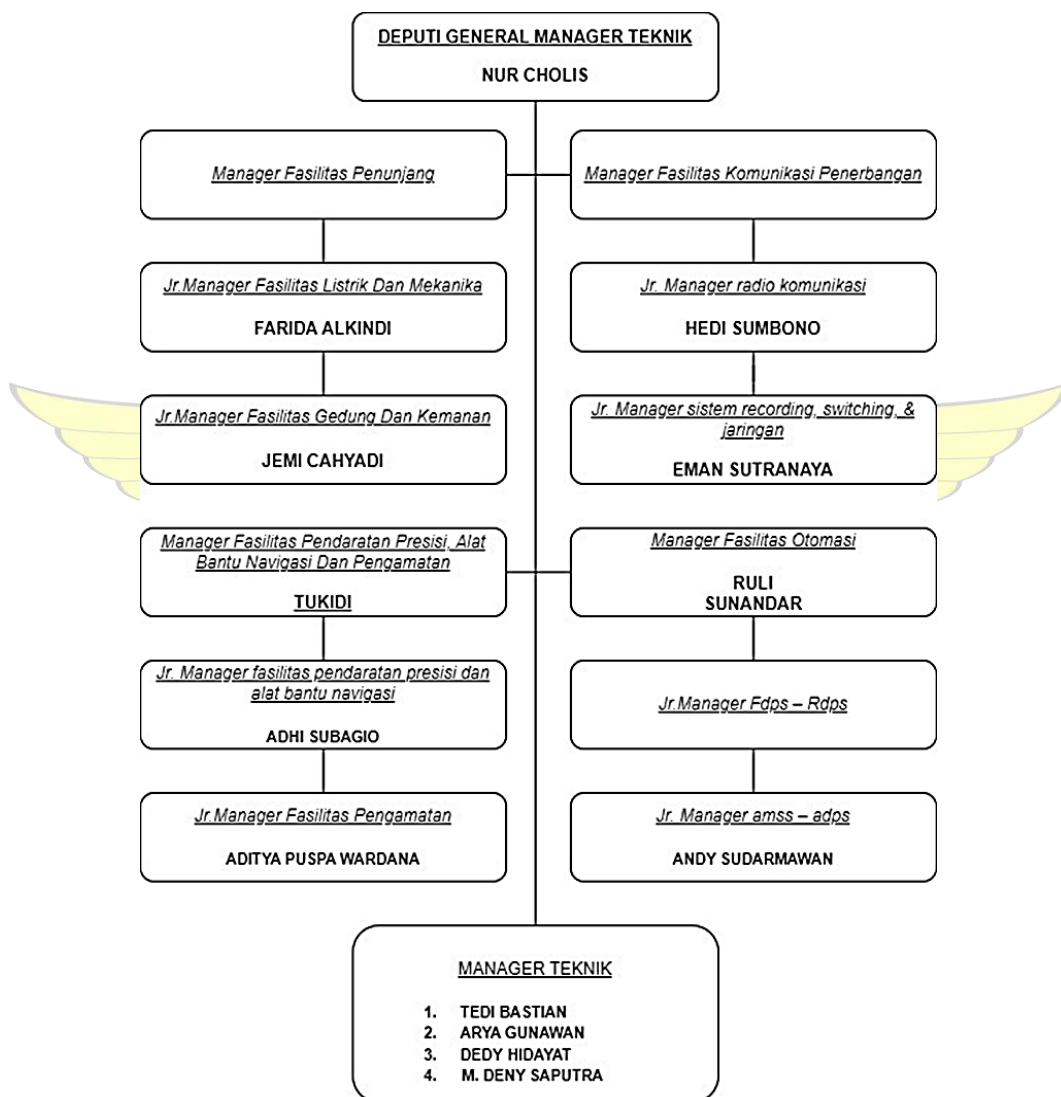 DEPUTI GENERAL MANAGER TEKNIK
NUR CHOLIS
Manager Fasilitas Penunjang
Manager Fasilitas Komunikasi Penerbangan
Jr.Manager Fasilitas Listrik Dan Mekanika
FARIDA ALKINDI
Jr. Manager radio komunikasi
HEDI SUMBONO
Jr.Manager Fasilitas Gedung Dan Kemanan
JEMI CAHYADI
Jr. Manager sistem recording, switching, &
jaringan
EMAN SUTRANAYA
Manager Fasilitas Pendaratan Presisi, Alat
Bantu Navigasi Dan Pengamatan
TUKIDI
Manager Fasilitas Otomasi
RULI
SUNANDAR
Jr. Manager fasilitas pendaratan presisi dan
alat bantu navigasi
ADHI SUBAGIO
Jr.Manager Fdps – Rdps
Jr.Manager Fasilitas Pengamatan
ADITYA PUSPA WARDANA
Jr. Manager amss – adps
ANDY SUDARMAWAN
MANAGER TEKNIK
1. TEDI BASTIAN
2. ARYA GUNAWAN
3. DEDY HIDAYAT
4. M. DENY SAPUTRA